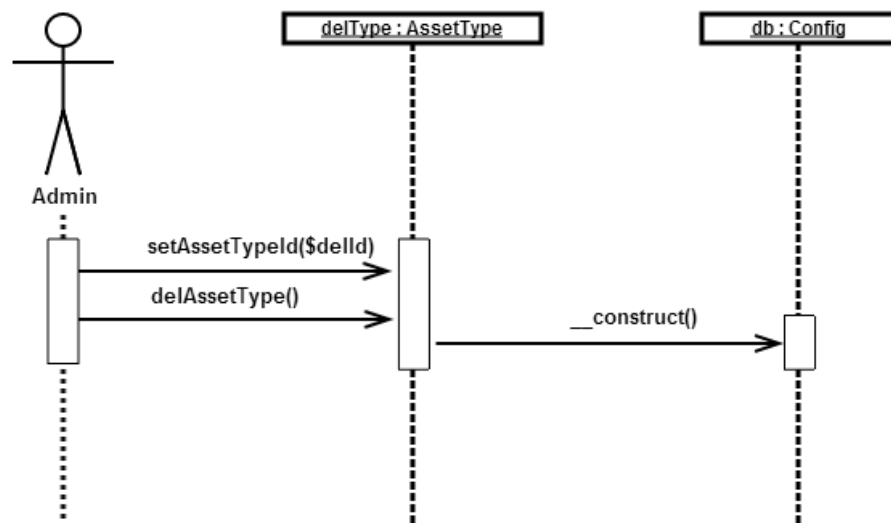 delType : AssetType
db : Config
Admin
setAssetTypeId($delId)
delAssetType()
__construct()